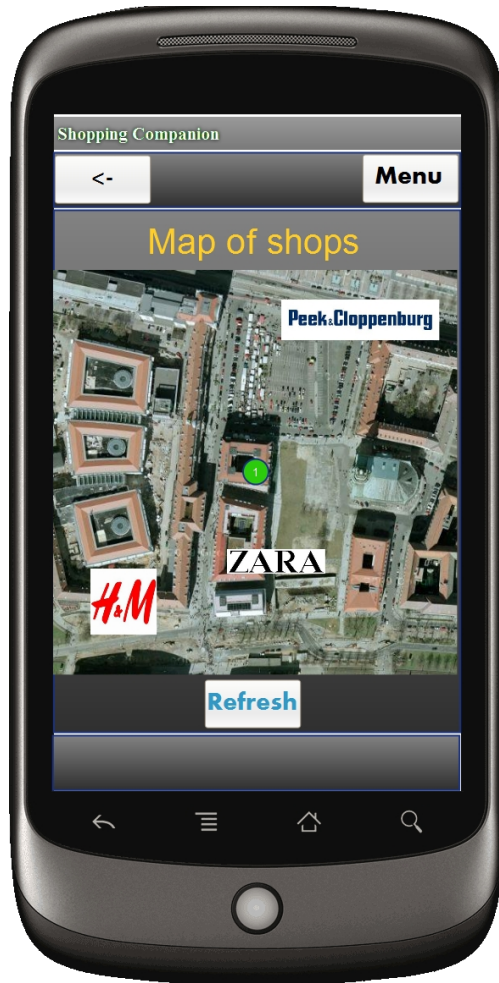 Shopping Companion
<-
Menu
Map of shops
Peek&Cloppenburg
1
ZARA
H&M
Refresh